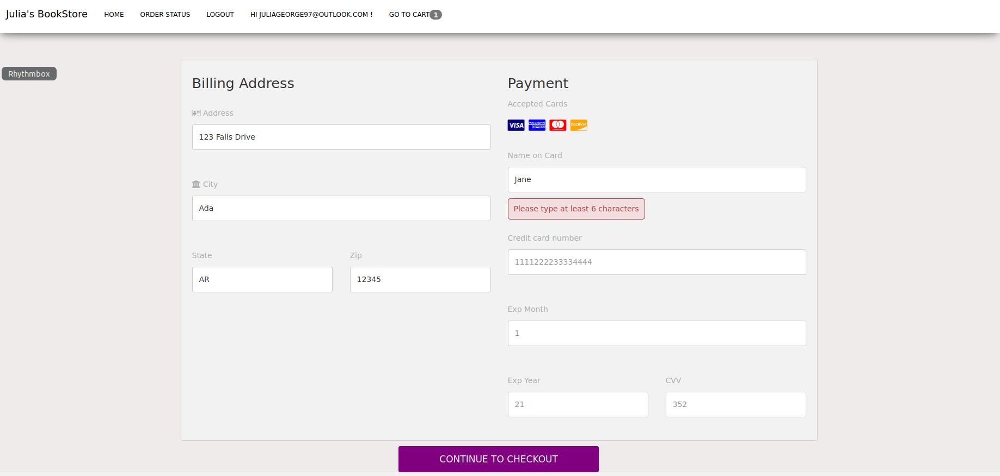 Julia's BookStore HOME ORDER STATUS LOGOUT HI JULIAGEORGE97@OUTLOOK.COM ! GO TO CART 1
Rhythmbox
Billing Address
Address
123 Falls Drive
City
Ada
State Zip
AR 12345
Payment
Accepted Cards
VISA AMERICAN EXPRESS DISCOVER
Name on Card
Jane
Please type at least 6 characters
Credit card number
1111222233334444
Exp Month
1
Exp Year CVV
21 352
CONTINUE TO CHECKOUT